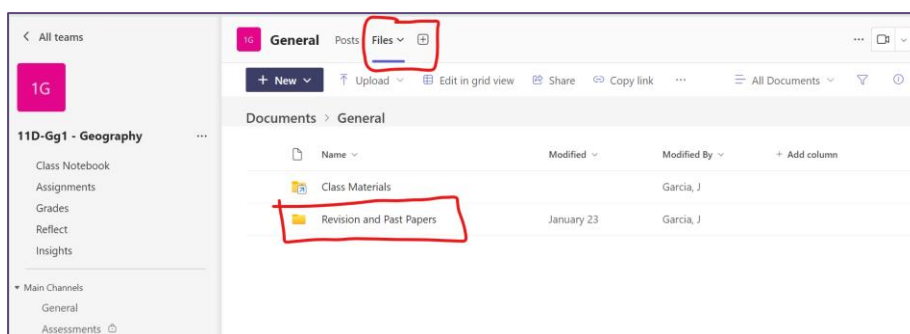 < All teams
1G
11D-Gg1 - Geography ...
Class Notebook
Assignments
Grades
Reflect
Insights
Main Channels
General
Assessments
1G General Posts Files ...
+ New Upload Edit in grid view Share Copy link ... All Documents
Documents > General
Name Modified Modified By + Add column
Class Materials Garcia, J
Revision and Past Papers January 23 Garcia, J